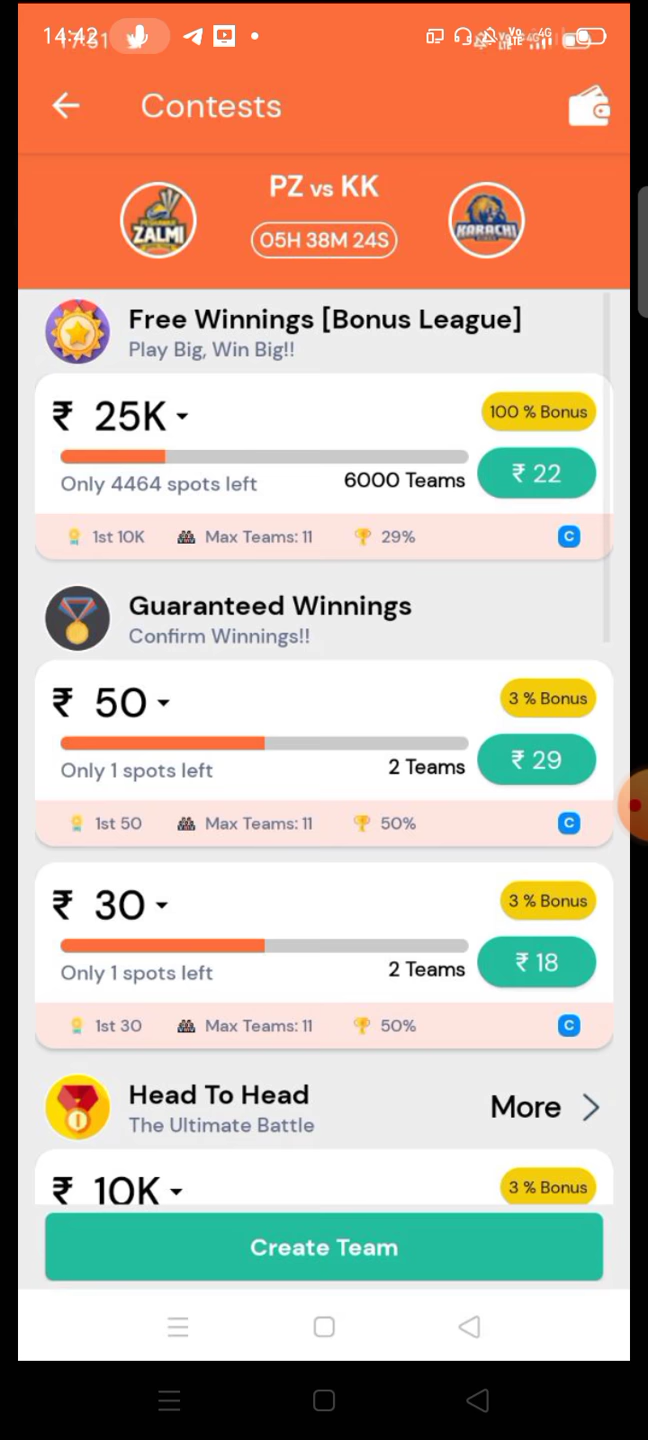 14:42
Contests
PZ vs KK
ZALMI
05H 38M 24S
KARACHI
Free Winnings [Bonus League]
Play Big, Win Big!!
₹ 25K
100 % Bonus
Only 4464 spots left
6000 Teams
₹ 22
1st 10K
Max Teams: 11
29%
C
Guaranteed Winnings
Confirm Winnings!!
₹ 50
3 % Bonus
Only 1 spots left
2 Teams
₹ 29
1st 50
Max Teams: 11
50%
C
₹ 30
3 % Bonus
Only 1 spots left
2 Teams
₹ 18
1st 30
Max Teams: 11
50%
C
Head To Head
The Ultimate Battle
More
₹ 10K
3 % Bonus
Create Team